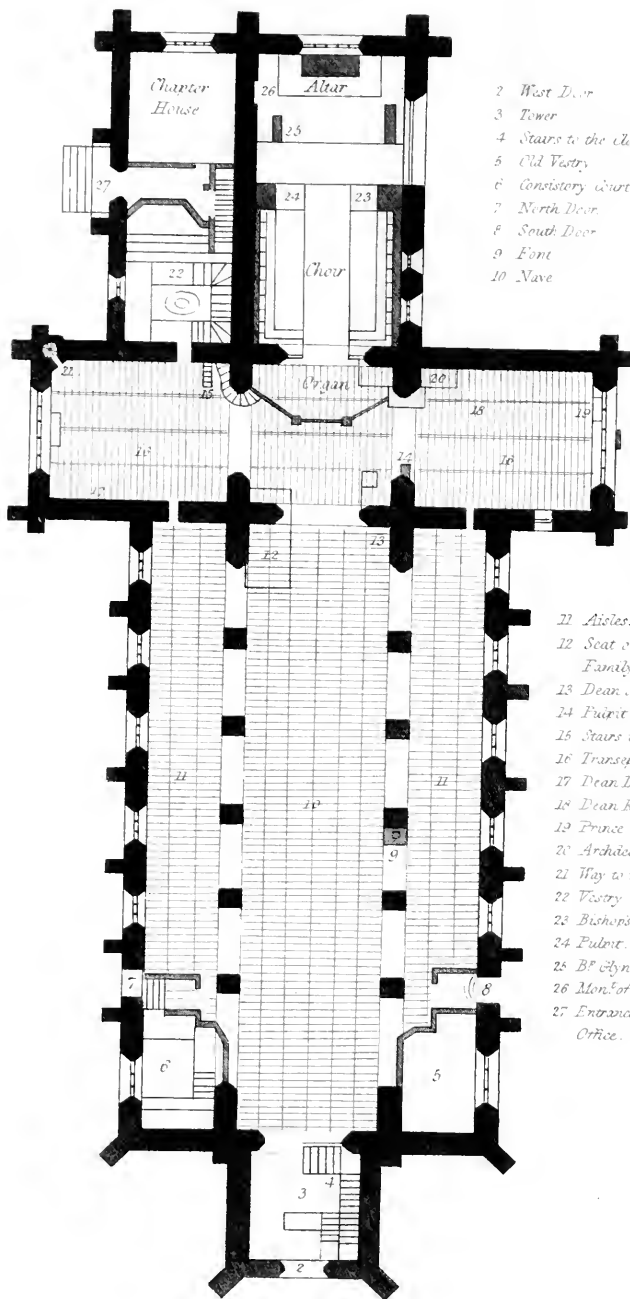 Chapter
House
26
Altar
25
27
24
23
22
Choir
21
15
Organ
20
18
19
16
14
16
17
13
12
11
10
11
9
7
8
6
5
4
3
2
2 West Door
3 Tower
4 Stairs to the
5 Old Vestry
6 Consistory Court
7 North Door
8 South Door
9 Font
10 Nave
11 Aisles
12 Seat
Family
13 Dean
14 Pulpit
15 Stairs
16
17 Dean
18 Dean
19 Prince
20
21 Way to
22 Vestry
23 Bishop's
24 Pulpit.
25 Bp. Glyn
26 Mont. of
27
Office.